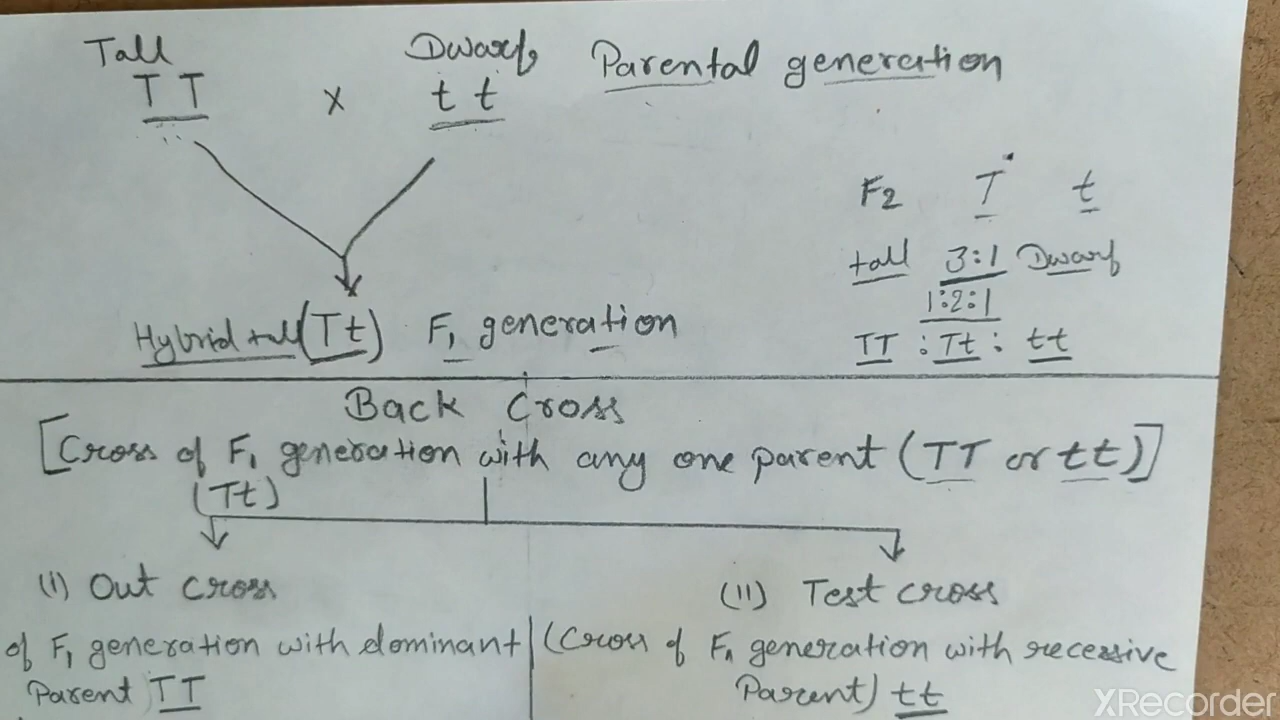 Tall Dwarf Parental generation
TT x tt
F2 T t
tall 3:1 Dwarf
1:2:1
TT : Tt : tt
Hybrid tall (Tt) F1 generation
Back Cross
[Cross of F1 generation with any one parent (TT or tt)]
(Tt)
(I) Out cross
of F1 generation with dominant
Parent TT
(II) Test cross
(Cross of F1 generation with recessive
Parent) tt
XRecorder